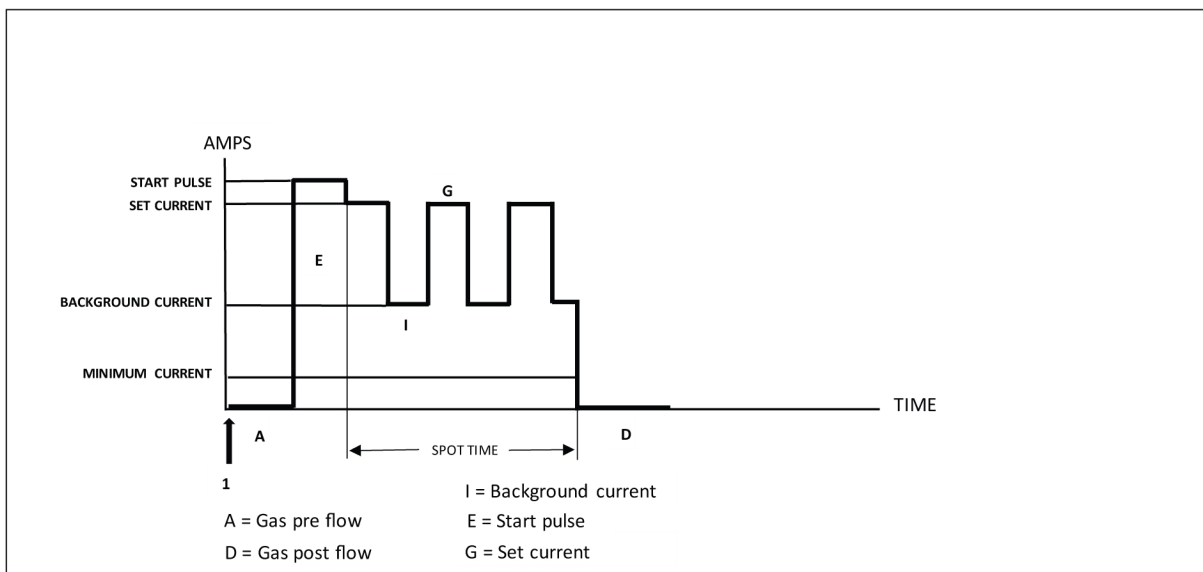 AMPS
START PULSE
SET CURRENT
G
E
BACKGROUND CURRENT
I
MINIMUM CURRENT
TIME
A
SPOT TIME
D
1
I = Background current
A = Gas pre flow
E = Start pulse
D = Gas post flow
G = Set current